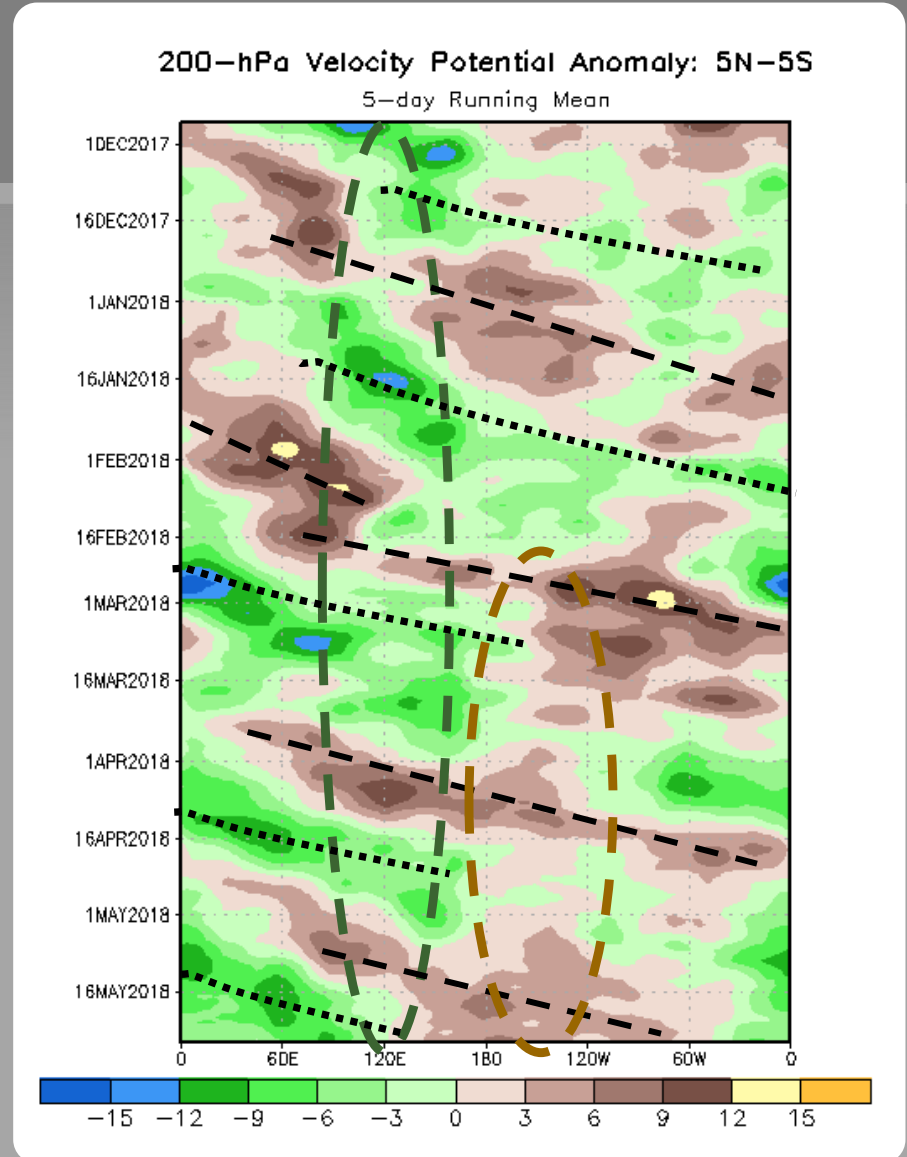 200-hPa Velocity Potential Anomaly: 5N-5S
5-day Running Mean
1DEC2017
16DEC2017
1JAN2018
16JAN2018
1FEB2018
16FEB2018
1MAR2018
16MAR2018
1APR2018
16APR2018
1MAY2018
16MAY2018
0 60E 120E 180 120W 60W 0
-15 -12 -9 -6 -3 0 3 6 9 12 15